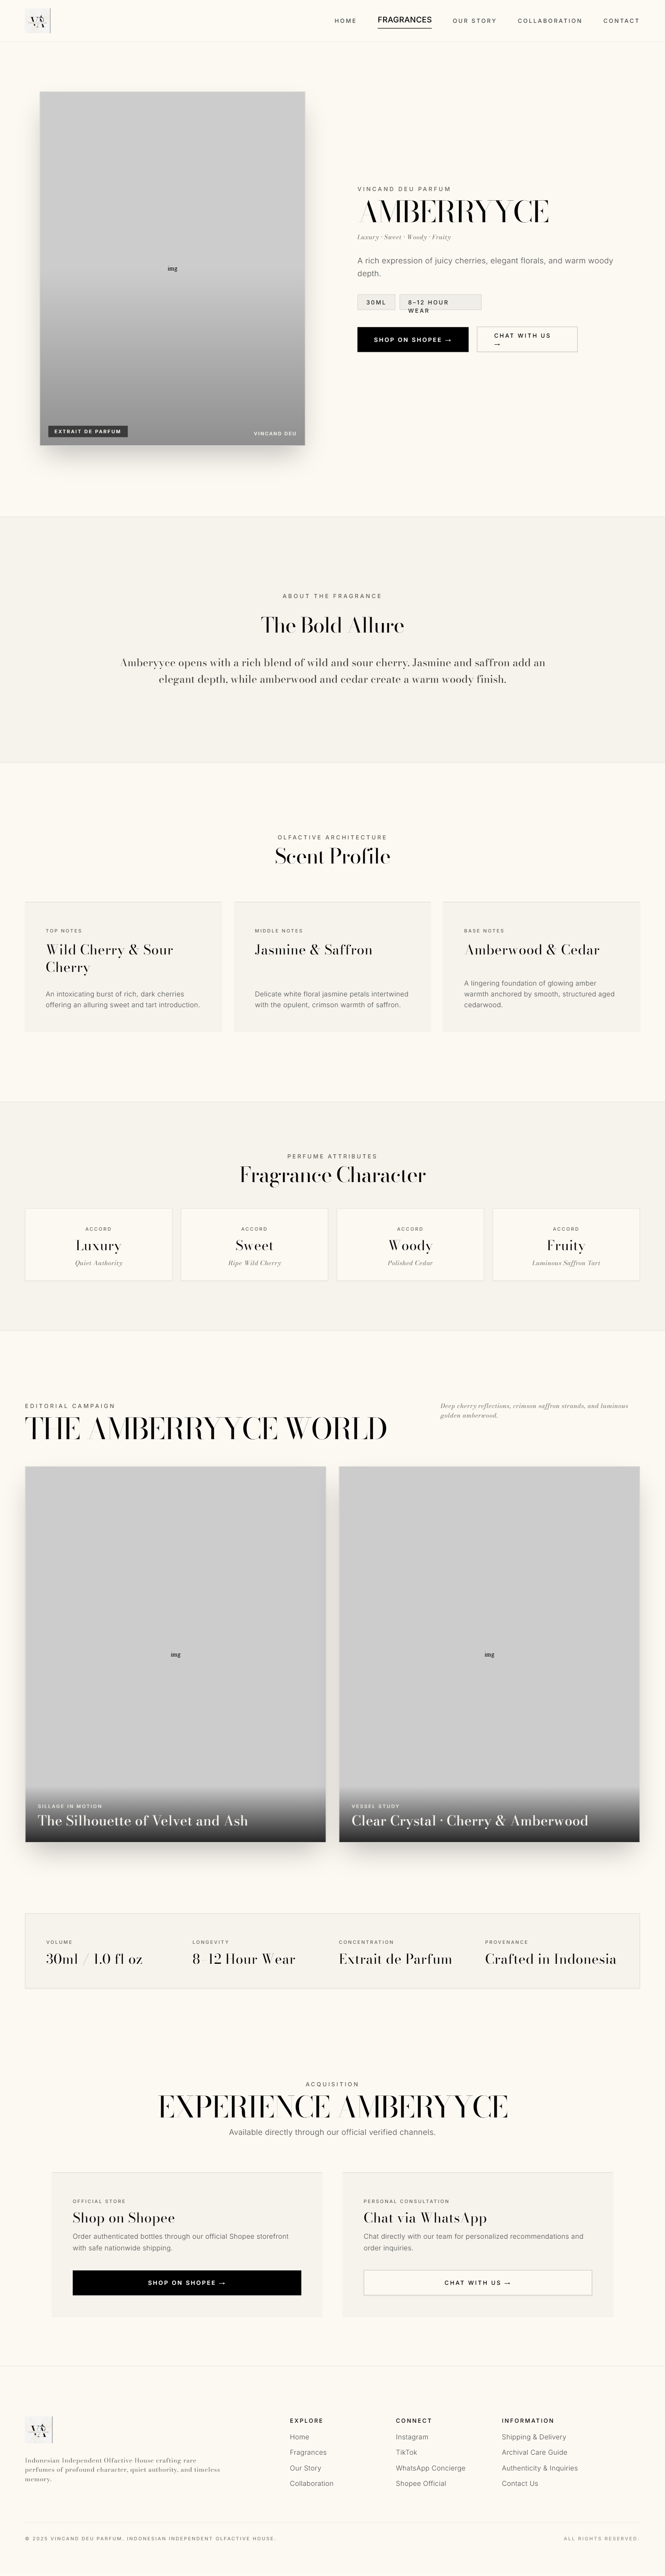 VA
HOME FRAGRANCES OUR STORY COLLABORATION CONTACT
img
EXTRAIT DE PARFUM
VINCAND DEU
VINCAND DEU PARFUM
AMBERRYYCE
Luxury · Sweet · Woody · Fruity
A rich expression of juicy cherries, elegant florals, and warm woody
depth.
30ML
8–12 HOUR
WEAR
SHOP ON SHOPEE →
CHAT WITH US
→
ABOUT THE FRAGRANCE
The Bold Allure
Amberyyce opens with a rich blend of wild and sour cherry. Jasmine and saffron add an
elegant depth, while amberwood and cedar create a warm woody finish.
OLFACTIVE ARCHITECTURE
Scent Profile
TOP NOTES
Wild Cherry & Sour
Cherry
An intoxicating burst of rich, dark cherries
offering an alluring sweet and tart introduction.
MIDDLE NOTES
Jasmine & Saffron
Delicate white floral jasmine petals intertwined
with the opulent, crimson warmth of saffron.
BASE NOTES
Amberwood & Cedar
A lingering foundation of glowing amber
warmth anchored by smooth, structured aged
cedarwood.
PERFUME ATTRIBUTES
Fragrance Character
ACCORD
Luxury
Quiet Authority
ACCORD
Sweet
Ripe Wild Cherry
ACCORD
Woody
Polished Cedar
ACCORD
Fruity
Luminous Saffron Tart
EDITORIAL CAMPAIGN
THE AMBERRYYCE WORLD
Deep cherry reflections, crimson saffron strands, and luminous
golden amberwood.
img
SILLAGE IN MOTION
The Silhouette of Velvet and Ash
img
VESSEL STUDY
Clear Crystal · Cherry & Amberwood
VOLUME
30ml / 1.0 fl oz
LONGEVITY
8–12 Hour Wear
CONCENTRATION
Extrait de Parfum
PROVENANCE
Crafted in Indonesia
ACQUISITION
EXPERIENCE AMBERYYCE
Available directly through our official verified channels.
OFFICIAL STORE
Shop on Shopee
Order authenticated bottles through our official Shopee storefront
with safe nationwide shipping.
SHOP ON SHOPEE →
PERSONAL CONSULTATION
Chat via WhatsApp
Chat directly with our team for personalized recommendations and
order inquiries.
CHAT WITH US →
VA
Indonesian Independent Olfactive House crafting rare
perfumes of profound character, quiet authority, and timeless
memory.
EXPLORE
Home
Fragrances
Our Story
Collaboration
CONNECT
Instagram
TikTok
WhatsApp Concierge
Shopee Official
INFORMATION
Shipping & Delivery
Archival Care Guide
Authenticity & Inquiries
Contact Us
© 2025 VINCAND DEU PARFUM. INDONESIAN INDEPENDENT OLFACTIVE HOUSE.
ALL RIGHTS RESERVED.